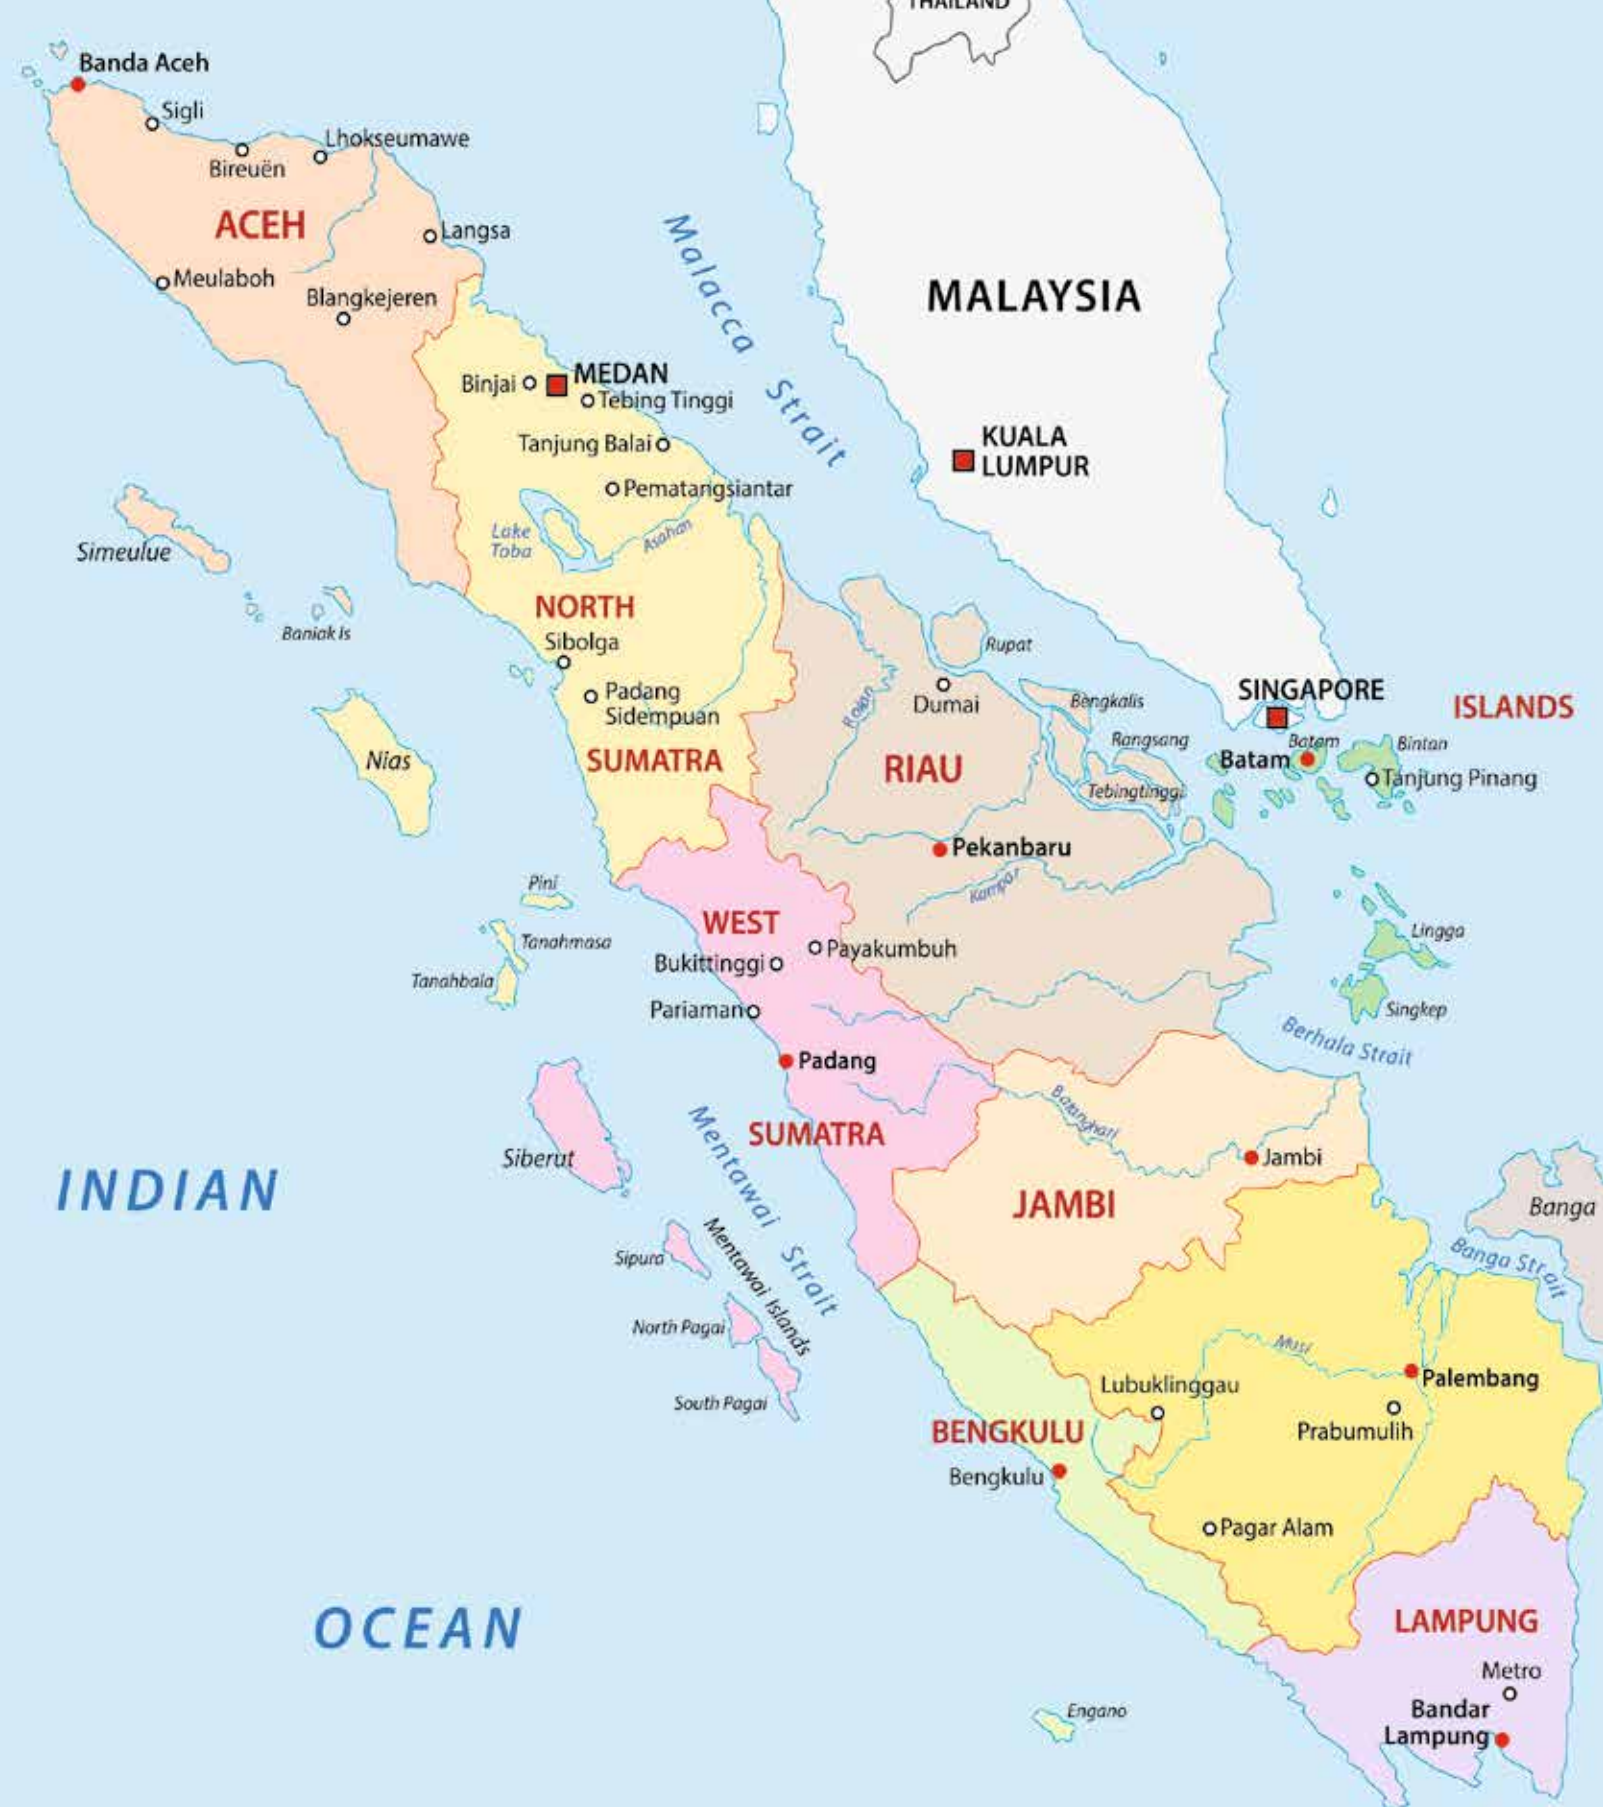 THAILAND
Banda Aceh
Sigli
Lhokseumawe
Bireuën
ACEH
Langsa
Meulaboh
Blangkejeren
Malacca Strait
MALAYSIA
Binjai
MEDAN
Tebing Tinggi
Tanjung Balai
KUALA
LUMPUR
Pematangsiantar
Lake
Toba
Asahan
Simeulue
Baniak Is
NORTH
SUMATRA
Sibolga
Padang
Sidempuan
Nias
Rupat
Dumai
Rokan
Bengkalis
Rangsang
Tebingtinggi
RIAU
SINGAPORE
ISLANDS
Batam
Batam
Bintan
Tanjung Pinang
Pekanbaru
Kampar
Pini
Tanahmasa
Tanahbala
WEST
SUMATRA
Payakumbuh
Bukittinggi
Pariaman
Padang
Lingga
Singkep
Berhala Strait
Siberut
Mentawai Strait
Batanghari
Jambi
JAMBI
INDIAN
OCEAN
Banga
Banga Strait
Sipura
Mentawai Islands
North Pagai
South Pagai
Musi
Palembang
Lubuklinggau
Prabumulih
BENGKULU
Bengkulu
Pagar Alam
LAMPUNG
Metro
Bandar
Lampung
Engano